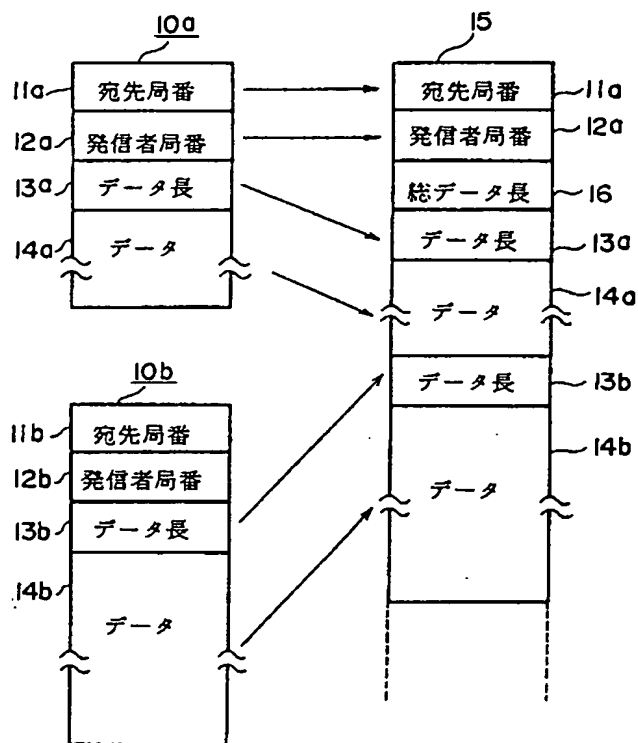 10a
11a 宛先局番
12a 発信者局番
13a データ長
14a データ
10b
11b 宛先局番
12b 発信者局番
13b データ長
14b データ
15
宛先局番 11a
発信者局番 12a
総データ長 16
データ長 13a
データ 14a
データ長 13b
データ 14b